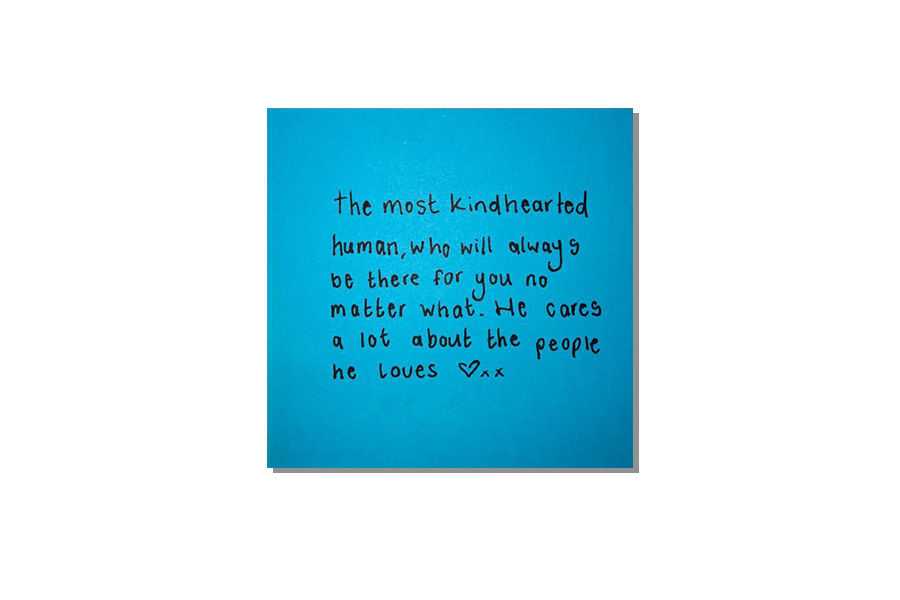 the most kindhearted
human, who will always
be there for you no
matter what. He cares
a lot about the people
he loves ♡xx